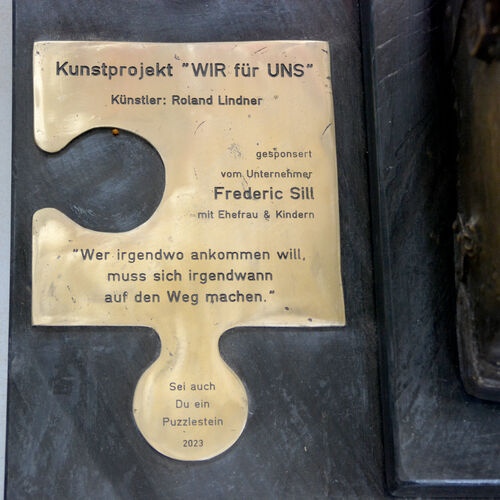 Kunstprojekt "WIR für UNS"
Künstler: Roland Lindner
gesponsert
vom Unternehmer
Frederic Sill
mit Ehefrau & Kindern
"Wer irgendwo ankommen will,
muss sich irgendwann
auf den Weg machen."
Sei auch
Du ein
Puzzlestein
2023